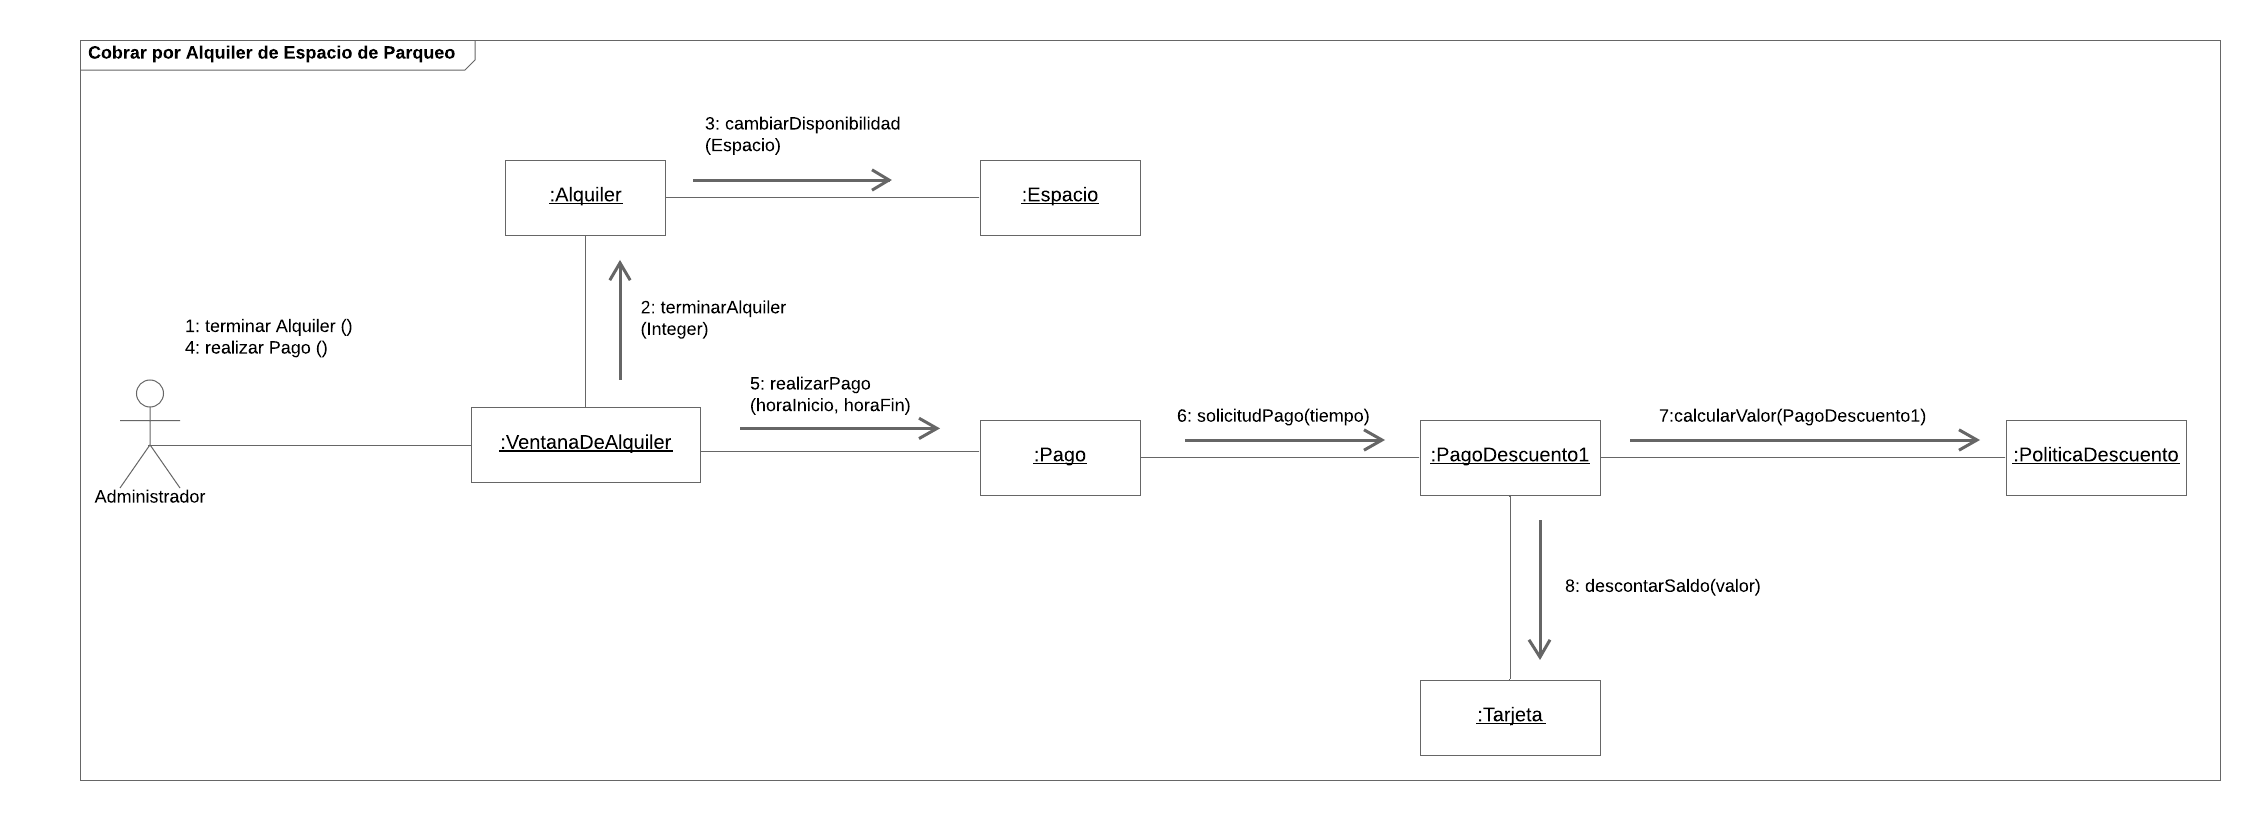 Cobrar por Alquiler de Espacio de Parqueo
3: cambiarDisponibilidad
(Espacio)
:Alquiler
:Espacio
2: terminarAlquiler
(Integer)
1: terminar Alquiler ()
4: realizar Pago ()
5: realizarPago
(horaInicio, horaFin)
6: solicitudPago(tiempo)
7:calcularValor(PagoDescuento1)
:VentanaDeAlquiler
:Pago
:PagoDescuento1
:PoliticaDescuento
Administrador
8: descontarSaldo(valor)
:Tarjeta